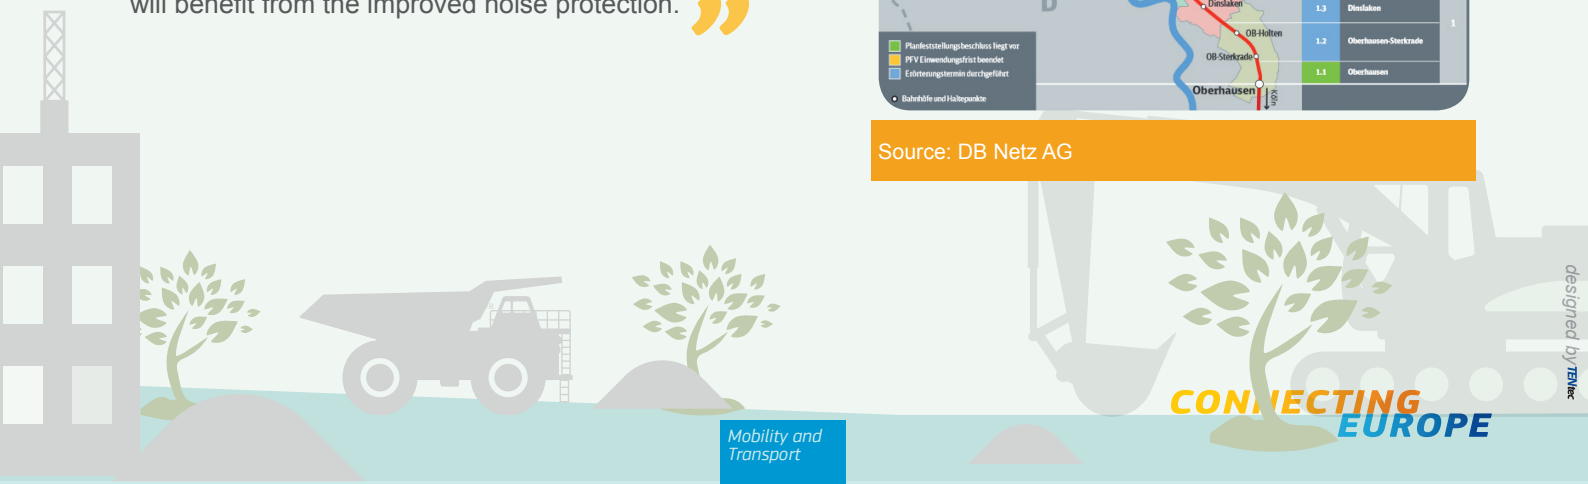 will benefit from the improved noise protection.
”
D
Dinslaken
OB-Holten
OB-Sterkrade
Oberhausen
Köln
1.3 Dinslaken
1.2 Oberhausen-Sterkrade
1.1 Oberhausen
1
Planfeststellungsbeschluss liegt vor
PFV Einwendungsfrist beendet
Erörterungstermin durchgeführt
Bahnhöfe und Haltepunkte
Source: DB Netz AG
designed by TENtec
CONNECTING
EUROPE
Mobility and
Transport